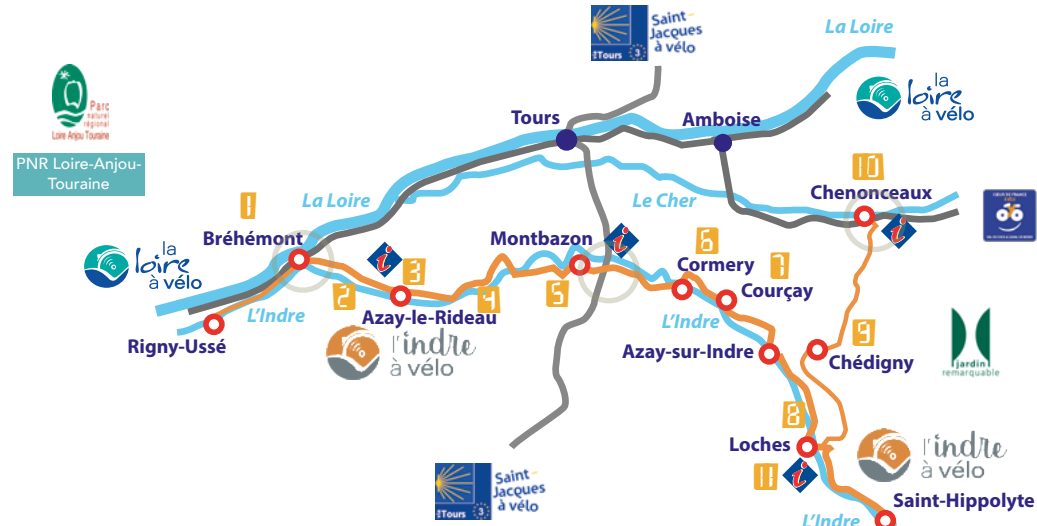 Saint
Jacques
à vélo
Tours
3
La Loire
la
loire
à vélo
Parc
naturel
régional
Loire Anjou Touraine
PNR Loire-Anjou-
Touraine
Tours
Amboise
10
Chenonceaux
La Loire
Le Cher
1
Bréhémont
Montbazon
i
i
la
loire
à vélo
i
3
6
Cormery
7
Courçay
2
4
5
L'Indre
Azay-le-Rideau
L'Indre
Rigny-Ussé
l'indre
à vélo
Azay-sur-Indre
9
Chédigny
jardin
remarquable
8
Loches
11
i
l'indre
à vélo
Saint
Jacques
à vélo
Tours
3
Saint-Hippolyte
L'Indre